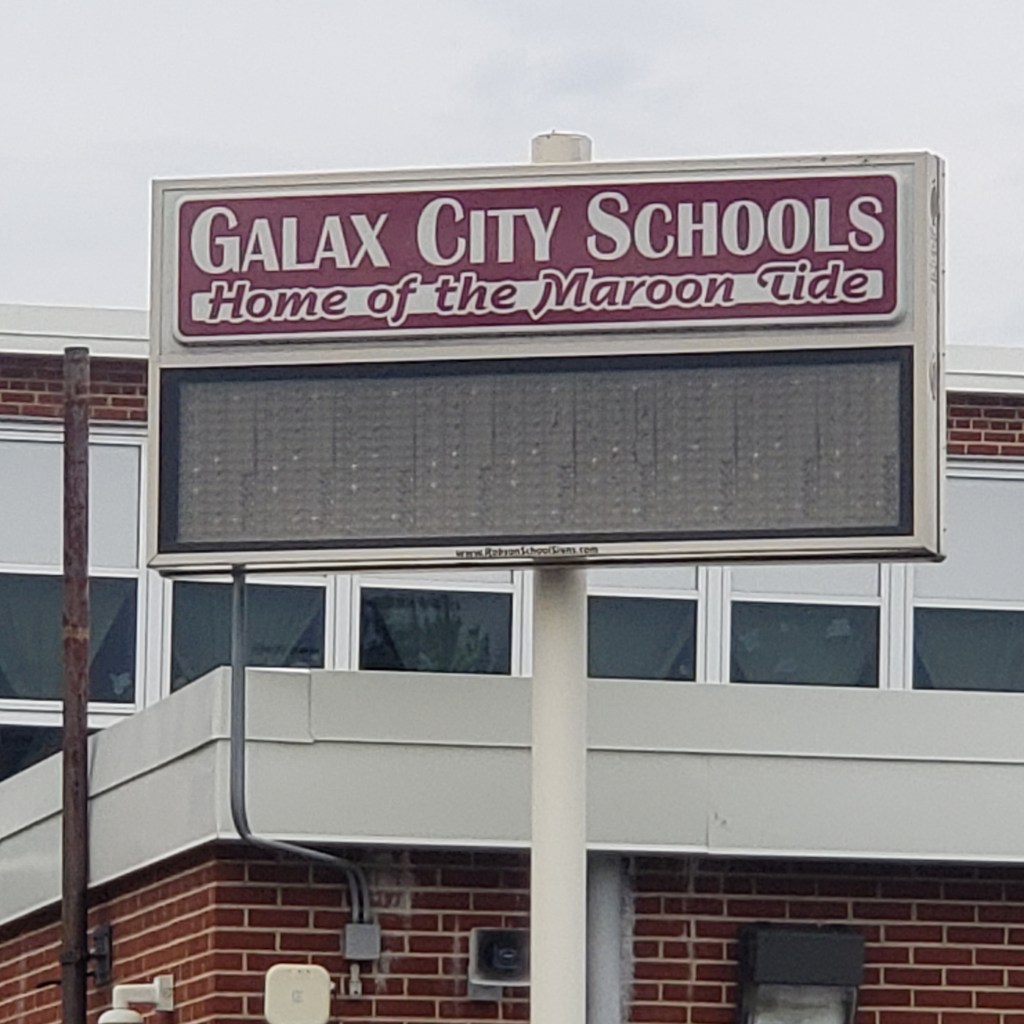 GALAX CITY SCHOOLS
Home of the Maroon Tide
www.RobsonSchoolSigns.com